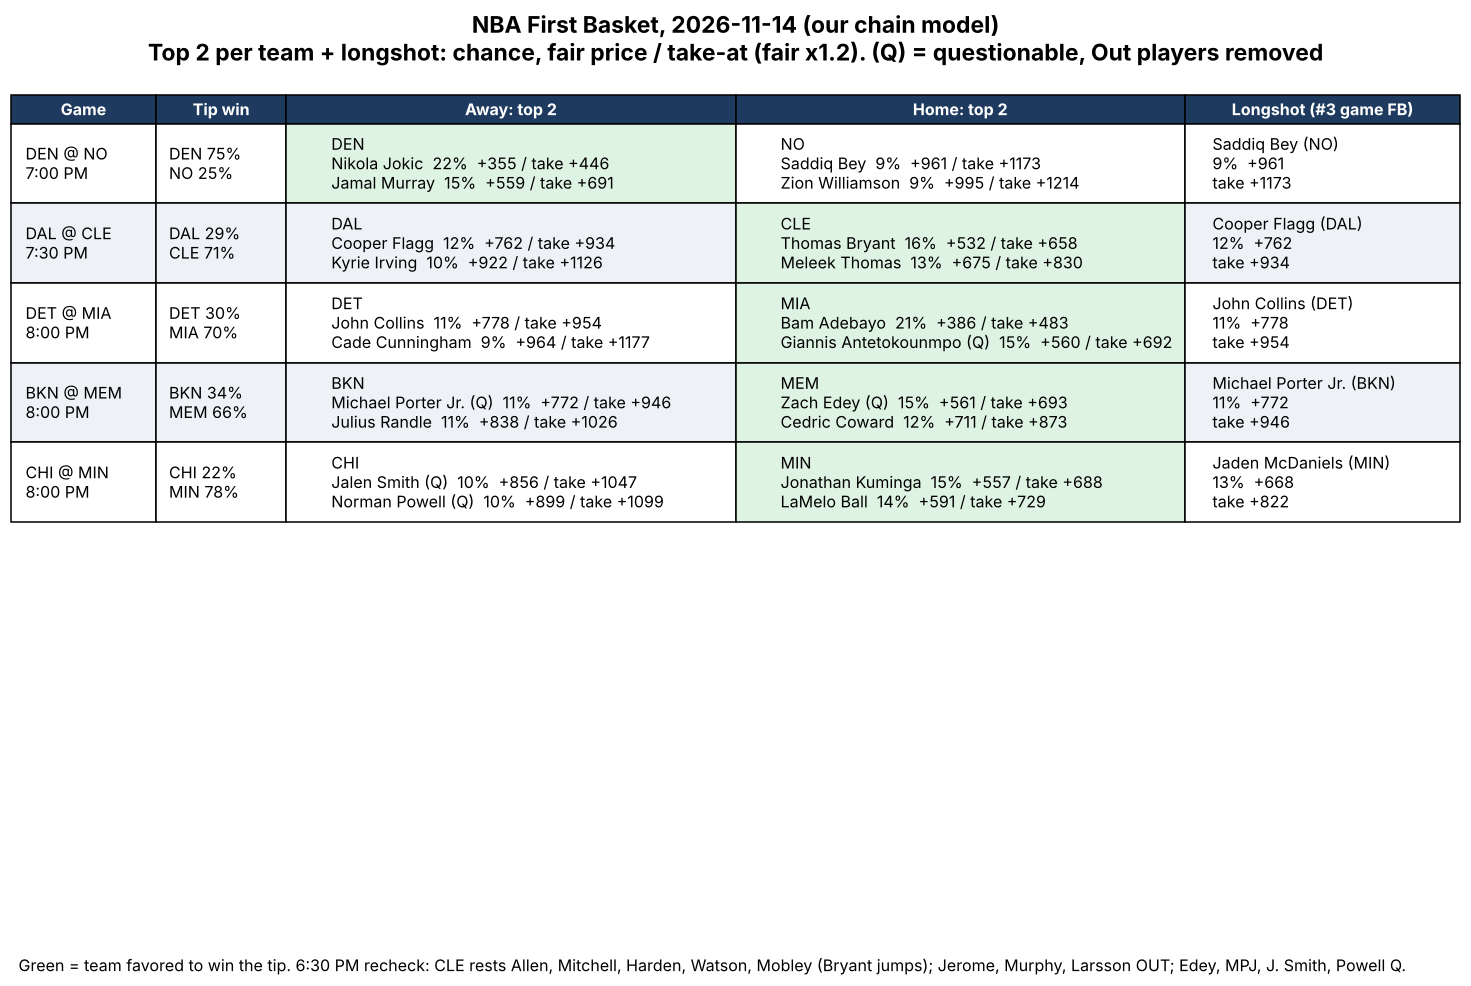 NBA First Basket, 2026-11-14 (our chain model)
Top 2 per team + longshot: chance, fair price / take-at (fair x1.2). (Q) = questionable, Out players removed
Game
Tip win
Away: top 2
Home: top 2
Longshot (#3 game FB)
DEN @ NO
7:00 PM
DEN 75%
NO 25%
DEN
Nikola Jokic 22% +355 / take +446
Jamal Murray 15% +559 / take +691
NO
Saddiq Bey 9% +961 / take +1173
Zion Williamson 9% +995 / take +1214
Saddiq Bey (NO)
9% +961
take +1173
DAL @ CLE
7:30 PM
DAL 29%
CLE 71%
DAL
Cooper Flagg 12% +762 / take +934
Kyrie Irving 10% +922 / take +1126
CLE
Thomas Bryant 16% +532 / take +658
Meleek Thomas 13% +675 / take +830
Cooper Flagg (DAL)
12% +762
take +934
DET @ MIA
8:00 PM
DET 30%
MIA 70%
DET
John Collins 11% +778 / take +954
Cade Cunningham 9% +964 / take +1177
MIA
Bam Adebayo 21% +386 / take +483
Giannis Antetokounmpo (Q) 15% +560 / take +692
John Collins (DET)
11% +778
take +954
BKN @ MEM
8:00 PM
BKN 34%
MEM 66%
BKN
Michael Porter Jr. (Q) 11% +772 / take +946
Julius Randle 11% +838 / take +1026
MEM
Zach Edey (Q) 15% +561 / take +693
Cedric Coward 12% +711 / take +873
Michael Porter Jr. (BKN)
11% +772
take +946
CHI @ MIN
8:00 PM
CHI 22%
MIN 78%
CHI
Jalen Smith (Q) 10% +856 / take +1047
Norman Powell (Q) 10% +899 / take +1099
MIN
Jonathan Kuminga 15% +557 / take +688
LaMelo Ball 14% +591 / take +729
Jaden McDaniels (MIN)
13% +668
take +822
Green = team favored to win the tip. 6:30 PM recheck: CLE rests Allen, Mitchell, Harden, Watson, Mobley (Bryant jumps); Jerome, Murphy, Larsson OUT; Edey, MPJ, J. Smith, Powell Q.